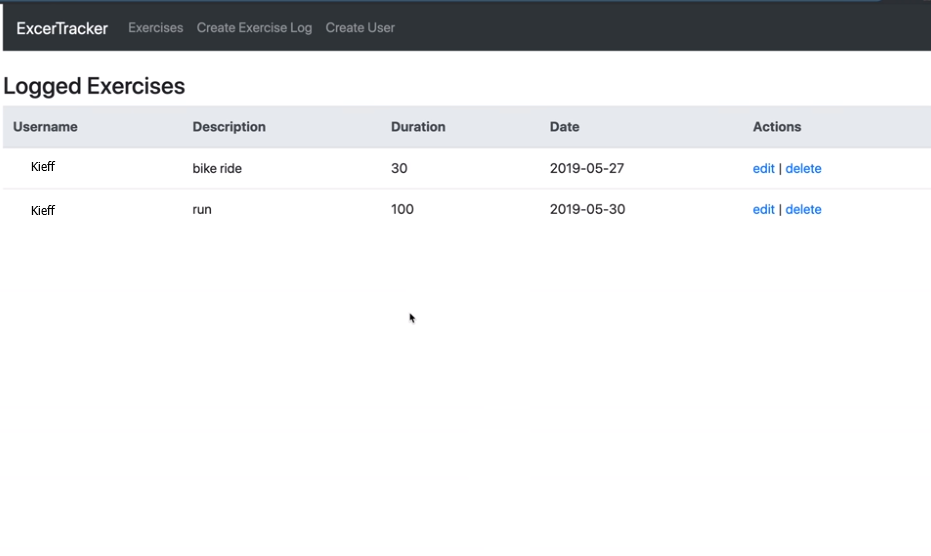 ExcerTracker Exercises Create Exercise Log Create User
Logged Exercises
Username Description Duration Date Actions
Kieff bike ride 30 2019-05-27 edit | delete
Kieff run 100 2019-05-30 edit | delete